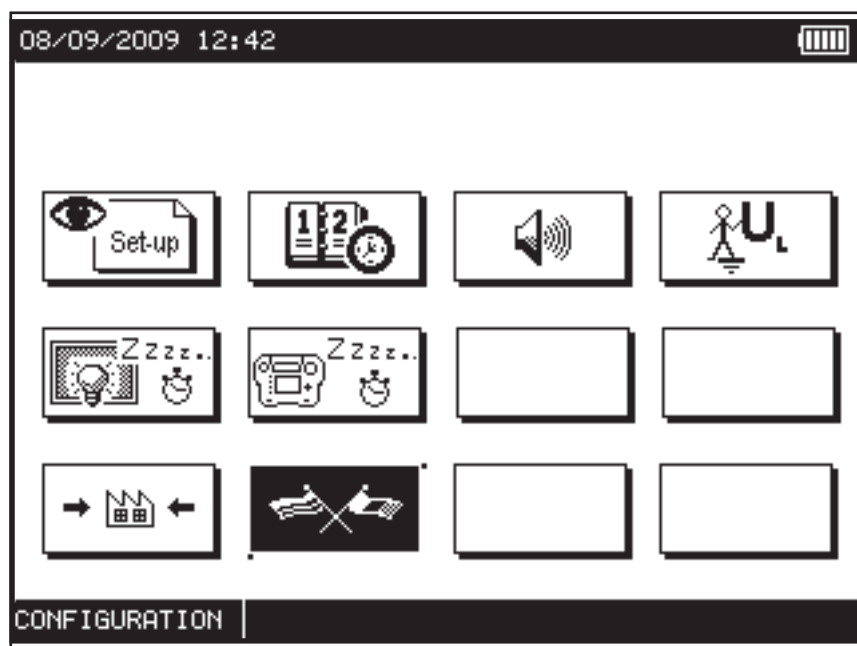 08/09/2009 12:42
Set-up
1 2
U L
Zzzz..
Zzzz..
CONFIGURATION